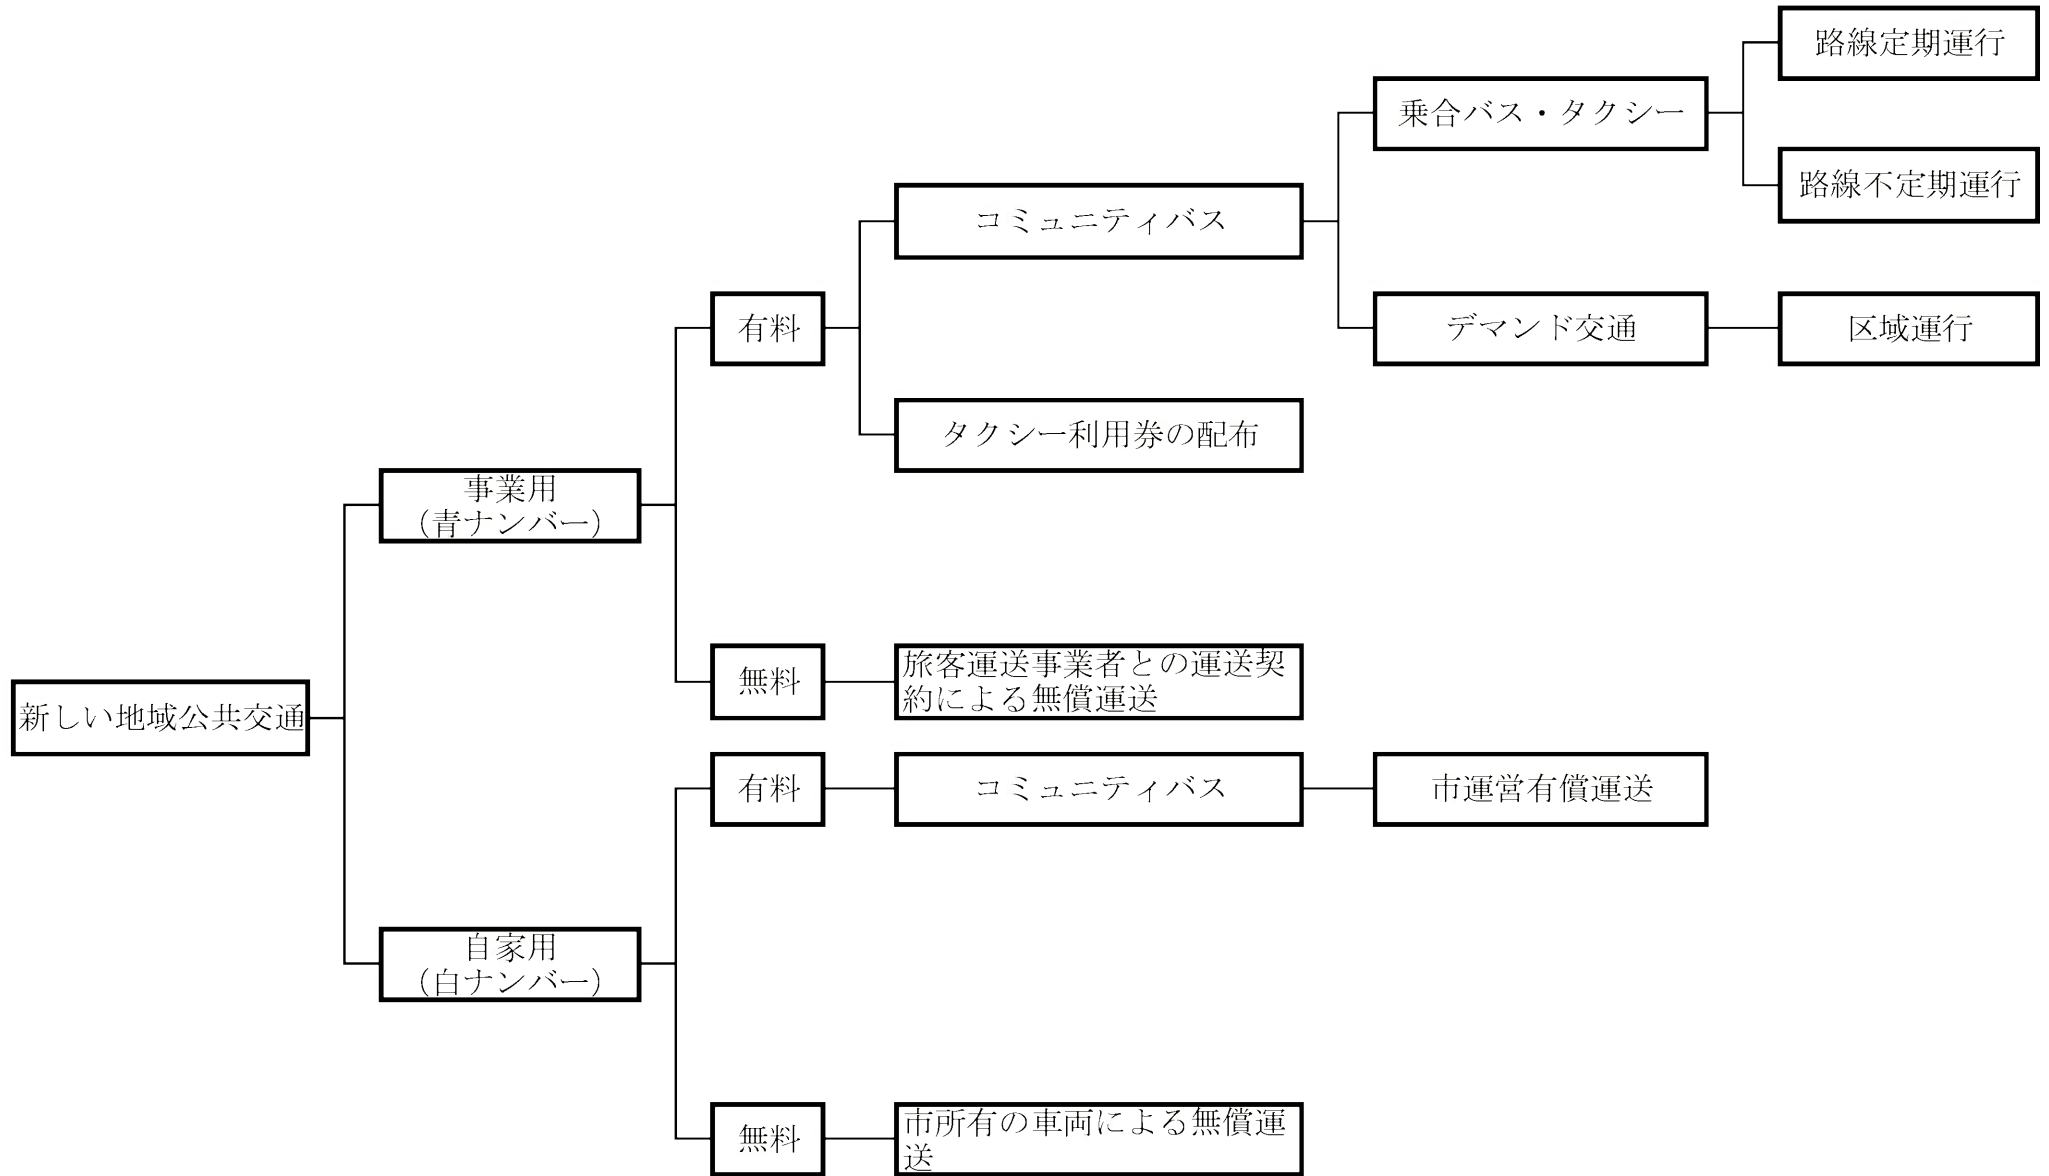 路線定期運行
乗合バス・タクシー
路線不定期運行
コミュニティバス
有料
デマンド交通
区域運行
タクシー利用券の配布
事業用
（青ナンバー）
無料
旅客運送事業者との運送契
約による無償運送
新しい地域公共交通
有料
コミュニティバス
市運営有償運送
自家用
（白ナンバー）
無料
市所有の車両による無償運
送